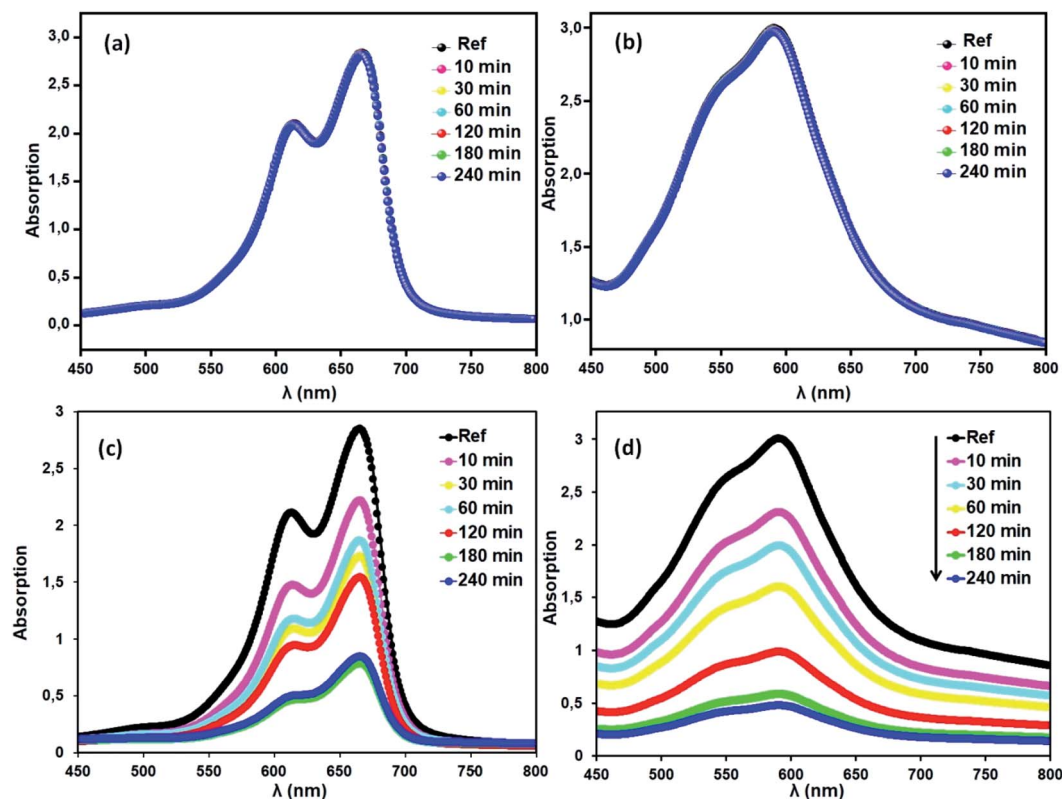 (a)
Ref
10 min
30 min
60 min
120 min
180 min
240 min
3,0
2,5
2,0
1,5
1,0
0,5
0,0
Absorption
450 500 550 600 650 700 750 800
λ (nm)
(b)
Ref
10 min
30 min
60 min
120 min
180 min
240 min
3,0
2,5
2,0
1,5
1,0
Absorption
450 500 550 600 650 700 750 800
λ (nm)
(c)
Ref
10 min
30 min
60 min
120 min
180 min
240 min
3
2,5
2
1,5
1
0,5
0
Absorption
450 500 550 600 650 700 750 800
λ (nm)
(d)
Ref
10 min
30 min
60 min
120 min
180 min
240 min
3
2,5
2
1,5
1
0,5
0
Absorption
450 500 550 600 650 700 750 800
λ (nm)